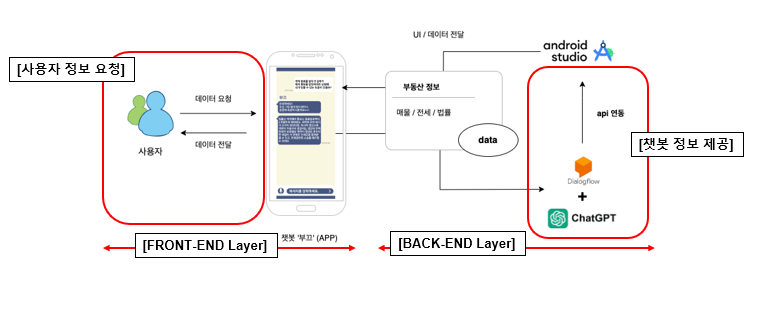 UI / 데이터 전달
android
studio
[사용자 정보 요청]
데이터 요청
데이터 전달
사용자
부동산 정보
매물 / 전세 / 법률
data
api 연동
[챗봇 정보 제공]
Dialogflow
+
ChatGPT
챗봇 '부끄' (APP)
[FRONT-END Layer]
[BACK-END Layer]